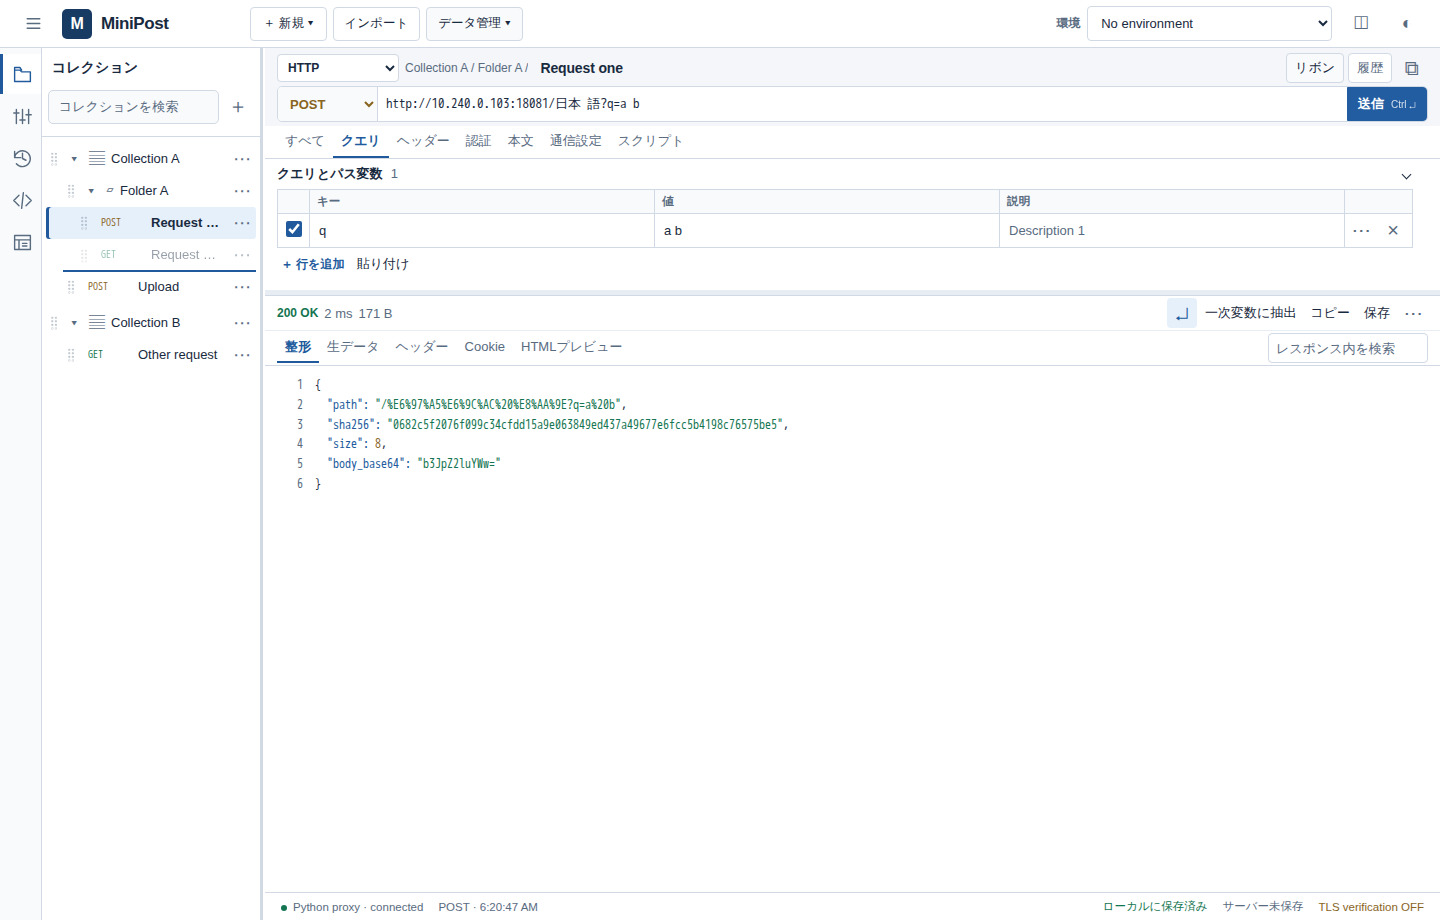 M MiniPost ＋ 新規 ▾ インポート データ管理 ▾ 環境 No environment
コレクション
コレクションを検索 ＋
Collection A ···
Folder A ···
POST Request ... ···
GET Request ... ···
POST Upload ···
Collection B ···
GET Other request ···
HTTP Collection A / Folder A / Request one リボン 履歴
POST http://10.240.0.103:18081/日本 語?q=a b 送信 Ctrl
すべて クエリ ヘッダー 認証 本文 通信設定 スクリプト
クエリとパス変数 1
キー 値 説明
q a b Description 1 ··· ×
＋ 行を追加 貼り付け
200 OK 2 ms 171 B 一次変数に抽出 コピー 保存 ···
整形 生データ ヘッダー Cookie HTMLプレビュー レスポンス内を検索
1 {
2 "path": "/%E6%97%A5%E6%9C%AC%20%E8%AA%9E?q=a%20b",
3 "sha256": "0682c5f2076f099c34cfdd15a9e063849ed437a49677e6fcc5b4198c76575be5",
4 "size": 8,
5 "body_base64": "b3JpZ2luYWw="
6 }
Python proxy · connected POST · 6:20:47 AM ローカルに保存済み サーバー未保存 TLS verification OFF